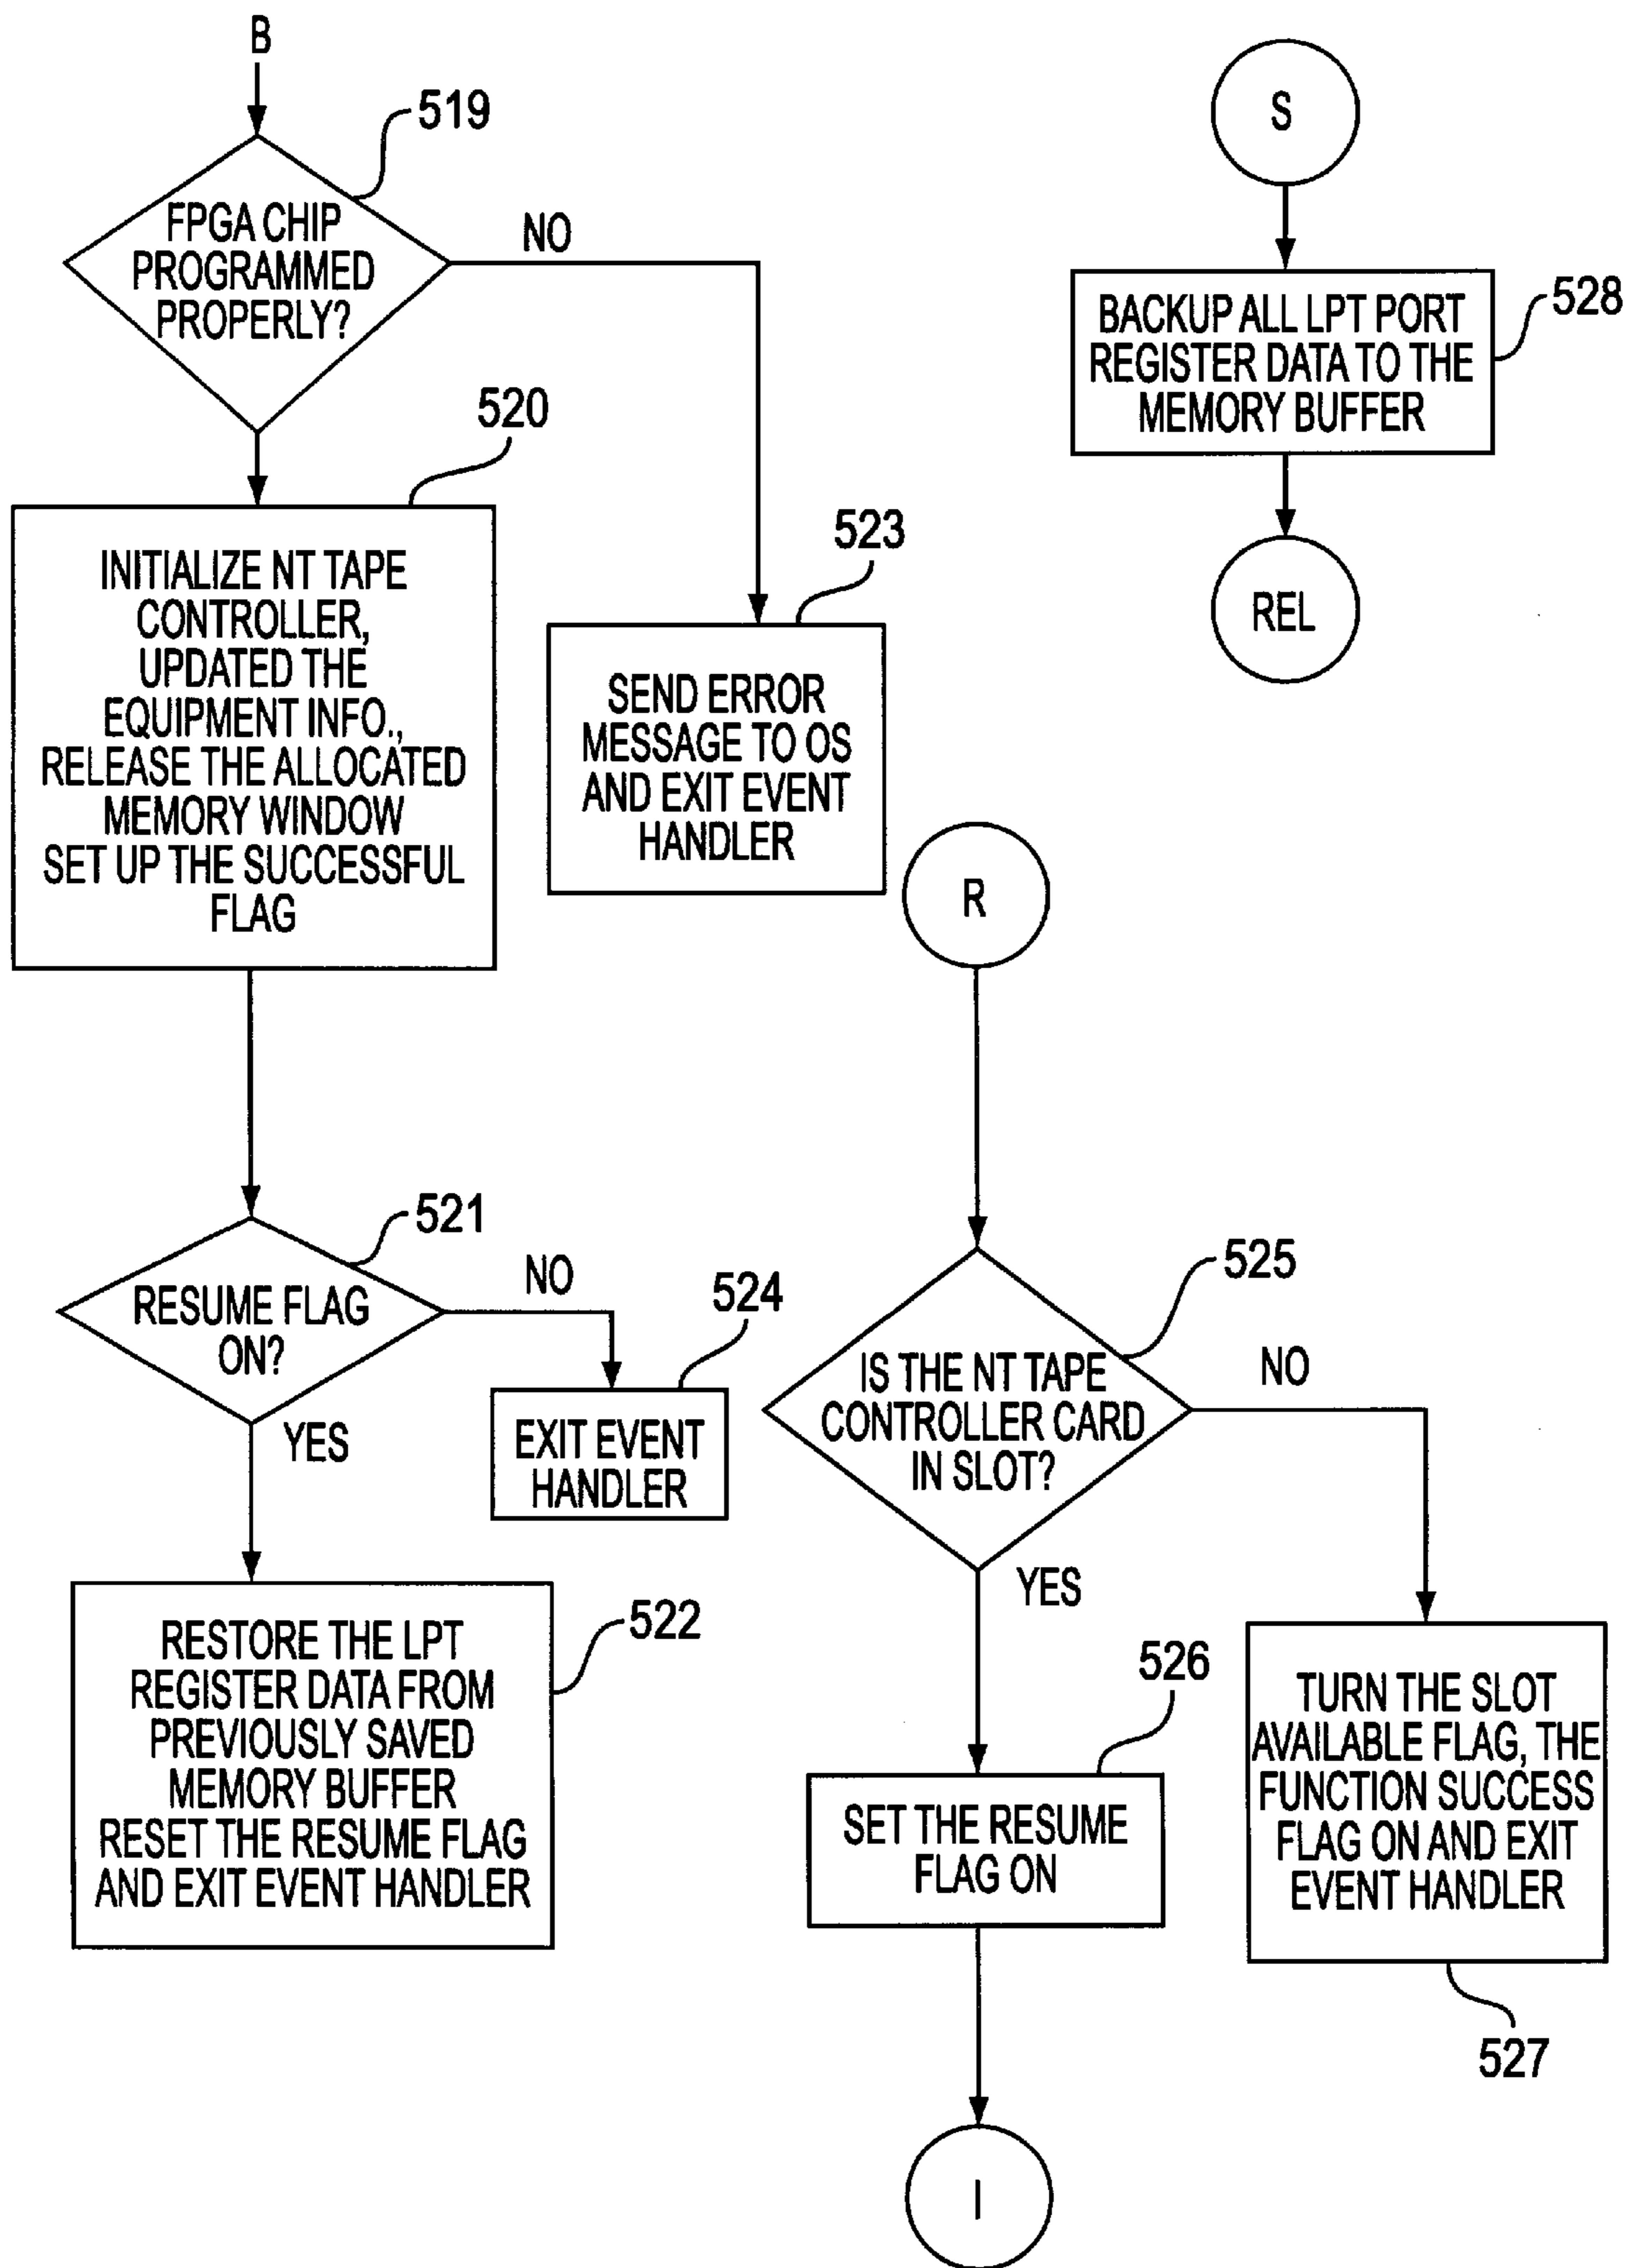 B
519
FPGA CHIP
PROGRAMMED
PROPERLY?
NO
520
INITIALIZE NT TAPE
CONTROLLER,
UPDATED THE
EQUIPMENT INFO.,
RELEASE THE ALLOCATED
MEMORY WINDOW
SET UP THE SUCCESSFUL
FLAG
523
SEND ERROR
MESSAGE TO OS
AND EXIT EVENT
HANDLER
521
RESUME FLAG
ON?
NO
524
EXIT EVENT
HANDLER
YES
RESTORE THE LPT
REGISTER DATA FROM
PREVIOUSLY SAVED
MEMORY BUFFER
RESET THE RESUME FLAG
AND EXIT EVENT HANDLER
522
S
BACKUP ALL LPT PORT
REGISTER DATA TO THE
MEMORY BUFFER
528
REL
R
525
IS THE NT TAPE
CONTROLLER CARD
IN SLOT?
NO
YES
526
SET THE RESUME
FLAG ON
TURN THE SLOT
AVAILABLE FLAG, THE
FUNCTION SUCCESS
FLAG ON AND EXIT
EVENT HANDLER
527
I